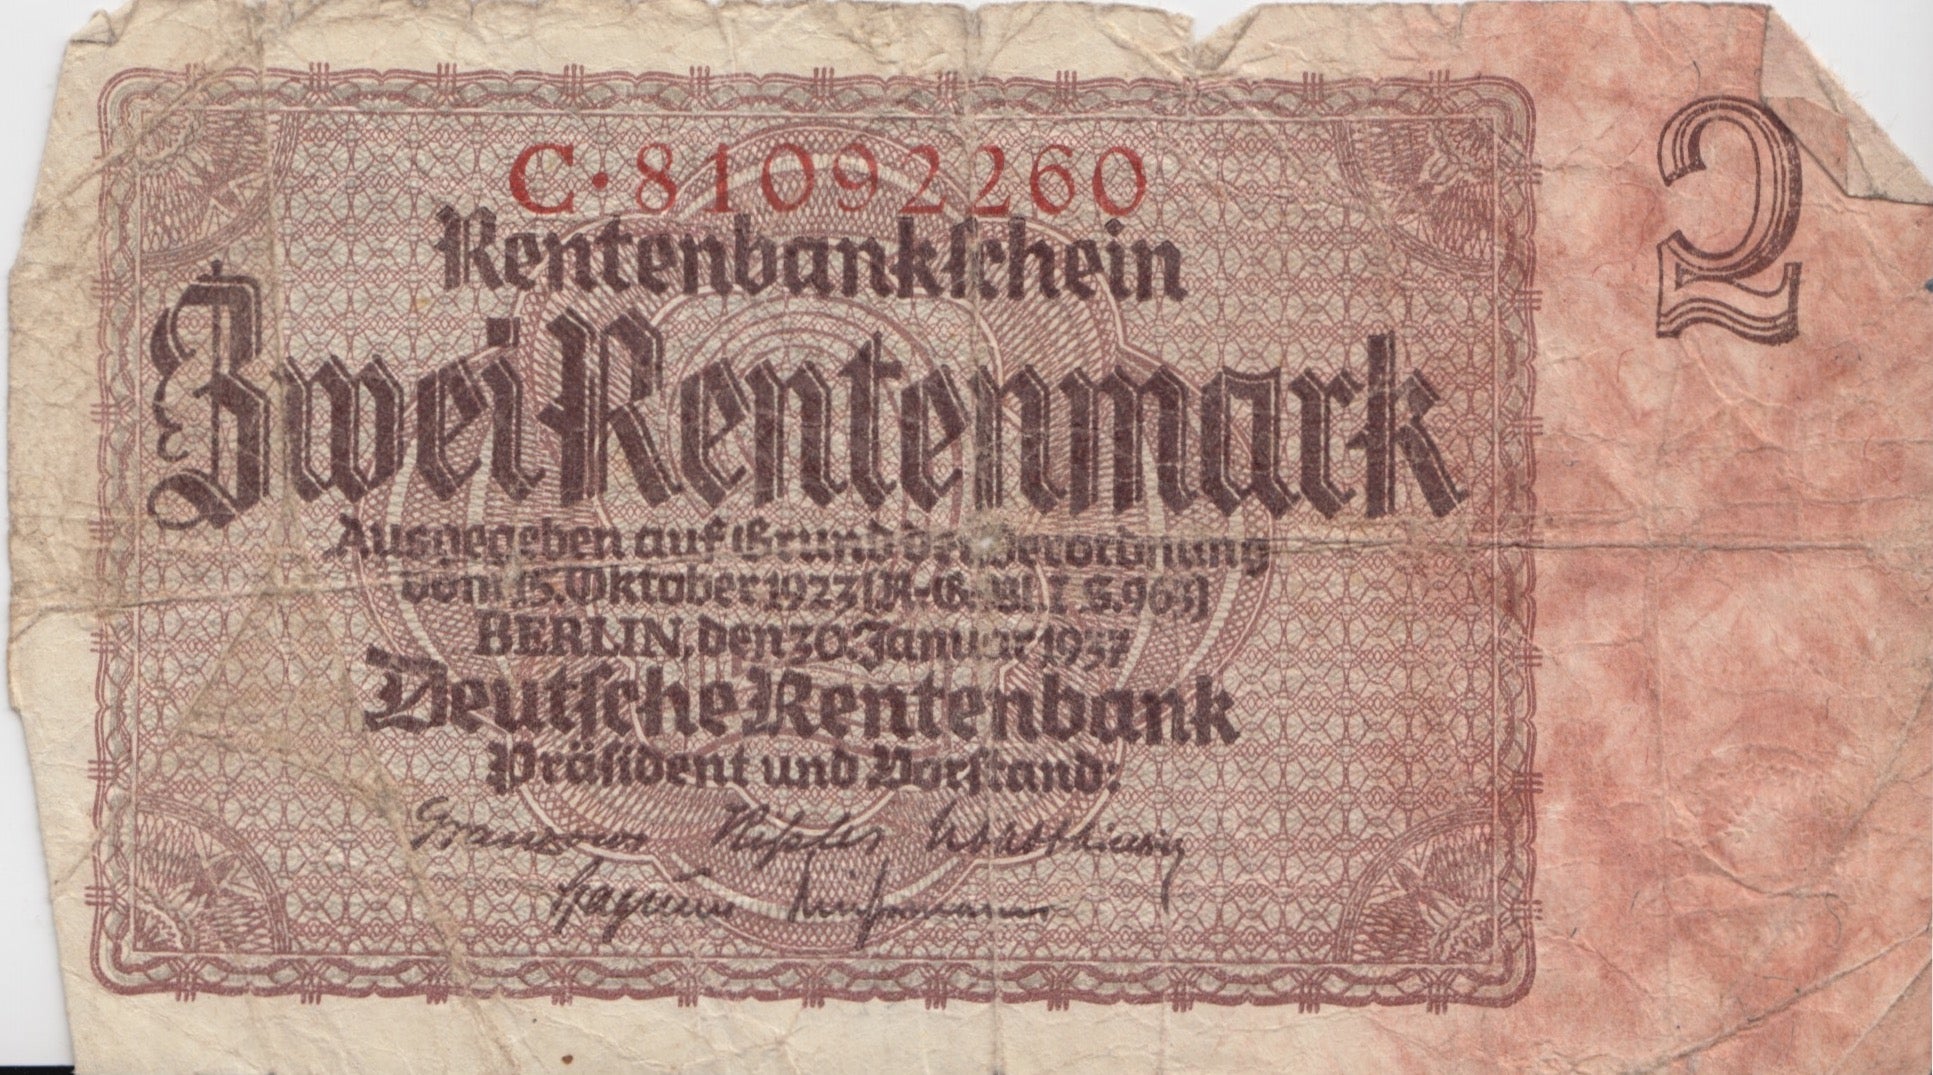 C·81092260
Rentenbankſchein
2
Zwei Rentenmark
Ausgegeben auf Grund der Verordnung
vom 15. Oktober 1923 (R-G-Bl. I S. 963)
BERLIN, den 30. Januar 1937
Deutſche Rentenbank
Präſident und Vorſtand: